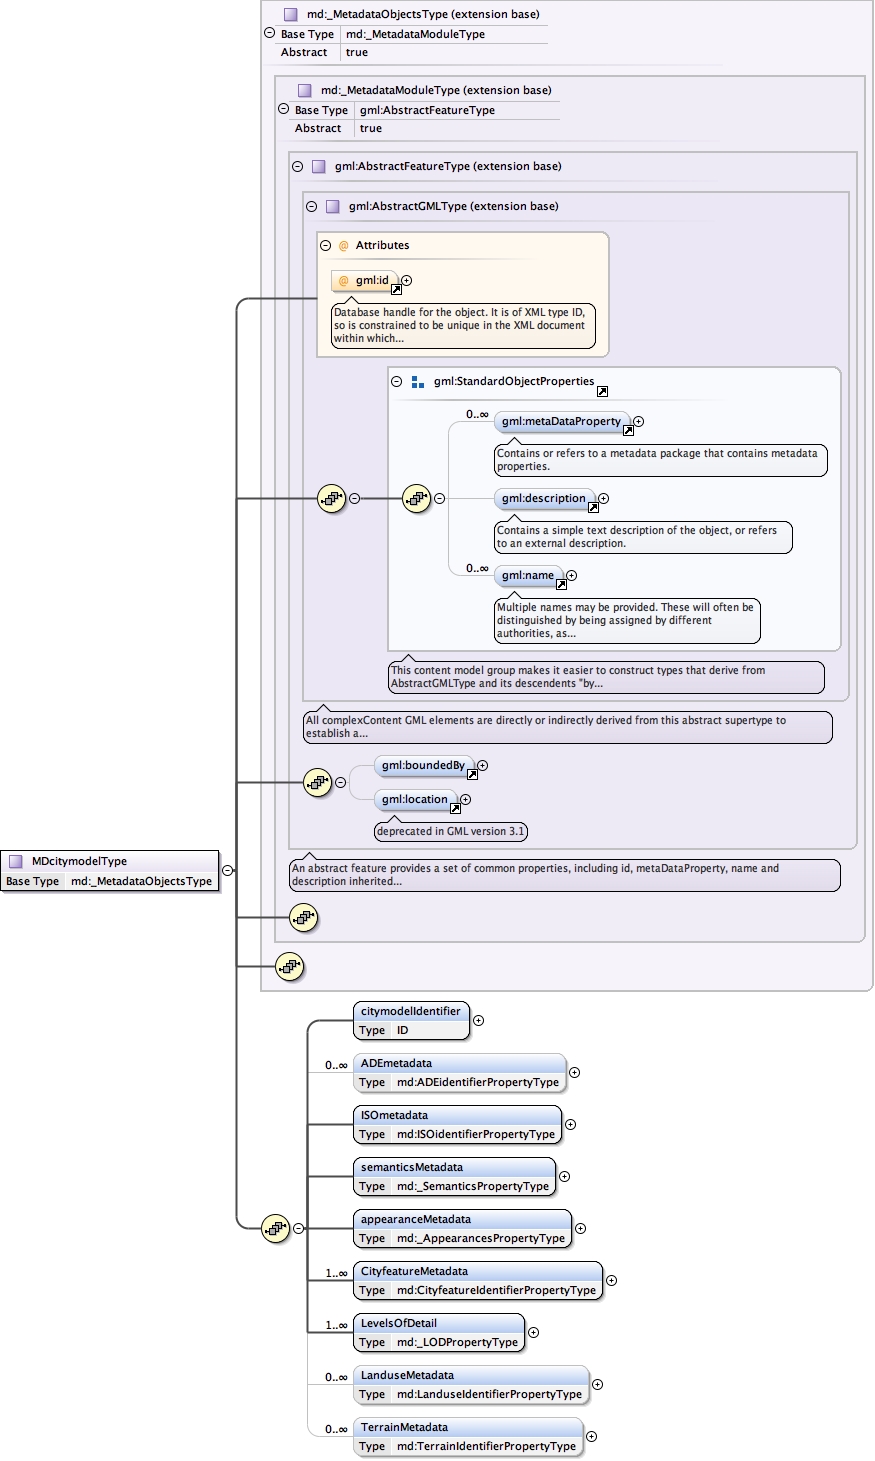 md:_MetadataObjectsType (extension base)
Base Type md:_MetadataModuleType
Abstract true
md:_MetadataModuleType (extension base)
Base Type gml:AbstractFeatureType
Abstract true
gml:AbstractFeatureType (extension base)
gml:AbstractGMLType (extension base)
@ Attributes
@ gml:id
Database handle for the object. It is of XML type ID,
so is constrained to be unique in the XML document
within which...
gml:StandardObjectProperties
0..∞
gml:metaDataProperty
Contains or refers to a metadata package that contains metadata
properties.
gml:description
Contains a simple text description of the object, or refers
to an external description.
0..∞
gml:name
Multiple names may be provided. These will often be
distinguished by being assigned by different
authorities, as...
This content model group makes it easier to construct types that derive from
AbstractGMLType and its descendents "by...
All complexContent GML elements are directly or indirectly derived from this abstract supertype to
establish a...
gml:boundedBy
gml:location
deprecated in GML version 3.1
MDcitymodelType
Base Type md:_MetadataObjectsType
An abstract feature provides a set of common properties, including id, metaDataProperty, name and
description inherited...
citymodelIdentifier
Type ID
0..∞
ADEmetadata
Type md:ADEidentifierPropertyType
ISOmetadata
Type md:ISOidentifierPropertyType
semanticsMetadata
Type md:_SemanticsPropertyType
appearanceMetadata
Type md:_AppearancesPropertyType
1..∞
CityfeatureMetadata
Type md:CityfeatureIdentifierPropertyType
1..∞
LevelsOfDetail
Type md:_LODPropertyType
0..∞
LanduseMetadata
Type md:LanduseIdentifierPropertyType
0..∞
TerrainMetadata
Type md:TerrainIdentifierPropertyType